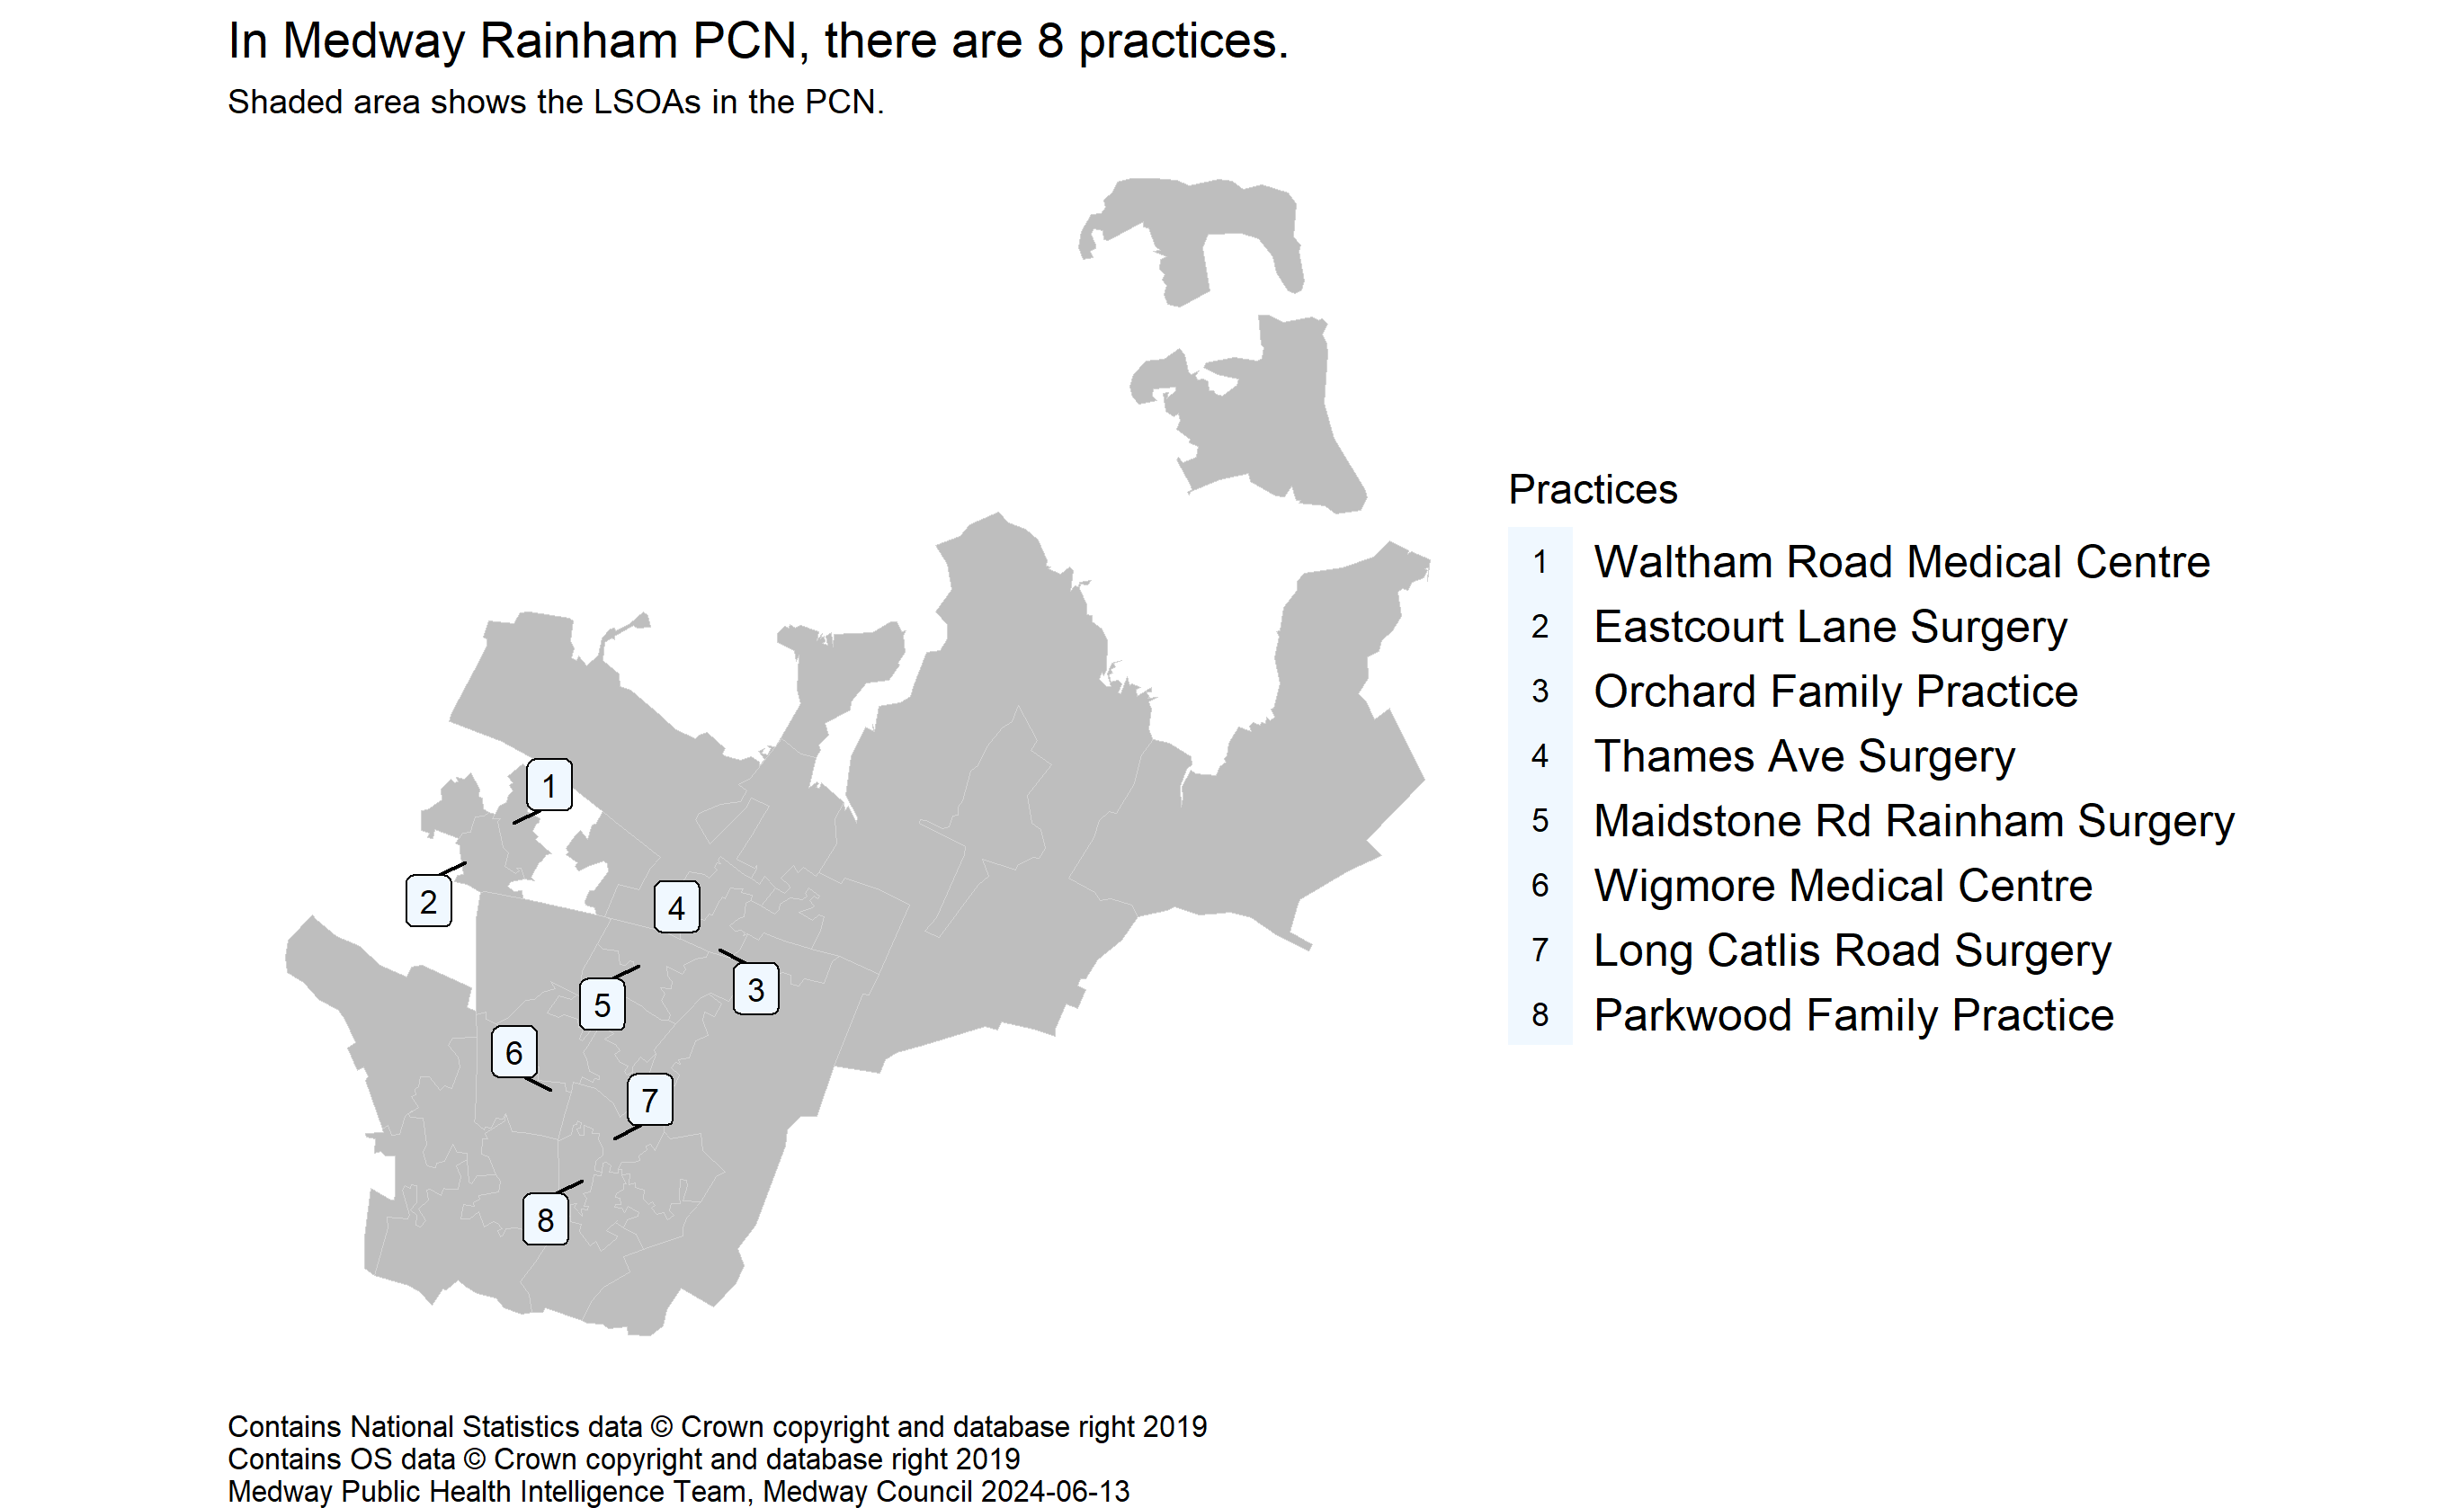 In Medway Rainham PCN, there are 8 practices.
Shaded area shows the LSOAs in the PCN.
Practices
1 Waltham Road Medical Centre
2 Eastcourt Lane Surgery
3 Orchard Family Practice
4 Thames Ave Surgery
5 Maidstone Rd Rainham Surgery
6 Wigmore Medical Centre
7 Long Catlis Road Surgery
8 Parkwood Family Practice
1
2
4
3
5
6
7
8
Contains National Statistics data © Crown copyright and database right 2019
Contains OS data © Crown copyright and database right 2019
Medway Public Health Intelligence Team, Medway Council 2024-06-13